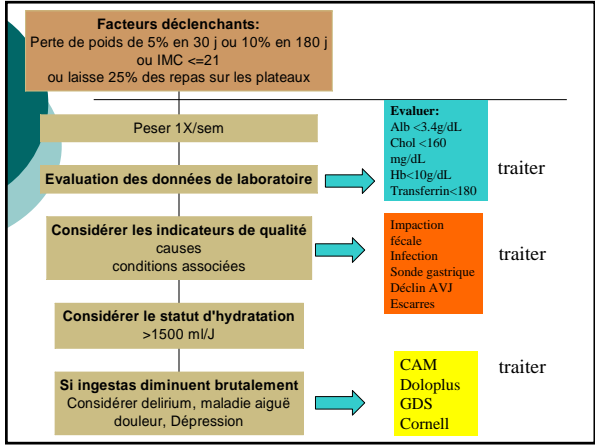 Facteurs déclenchants:
Perte de poids de 5% en 30 j ou 10% en 180 j
ou IMC <=21
ou laisse 25% des repas sur les plateaux
Peser 1X/sem
Evaluation des données de laboratoire
Evaluer:
Alb <3.4g/dL
Chol <160
mg/dL
Hb<10g/dL
Transferrin<180
traiter
Considérer les indicateurs de qualité
causes
conditions associées
Impaction
fécale
Infection
Sonde gastrique
Déclin AVJ
Escarres
traiter
Considérer le statut d'hydratation
>1500 ml/J
Si ingestas diminuent brutalement
Considérer delirium, maladie aiguë
douleur, Dépression
CAM
Doloplus
GDS
Cornell
traiter